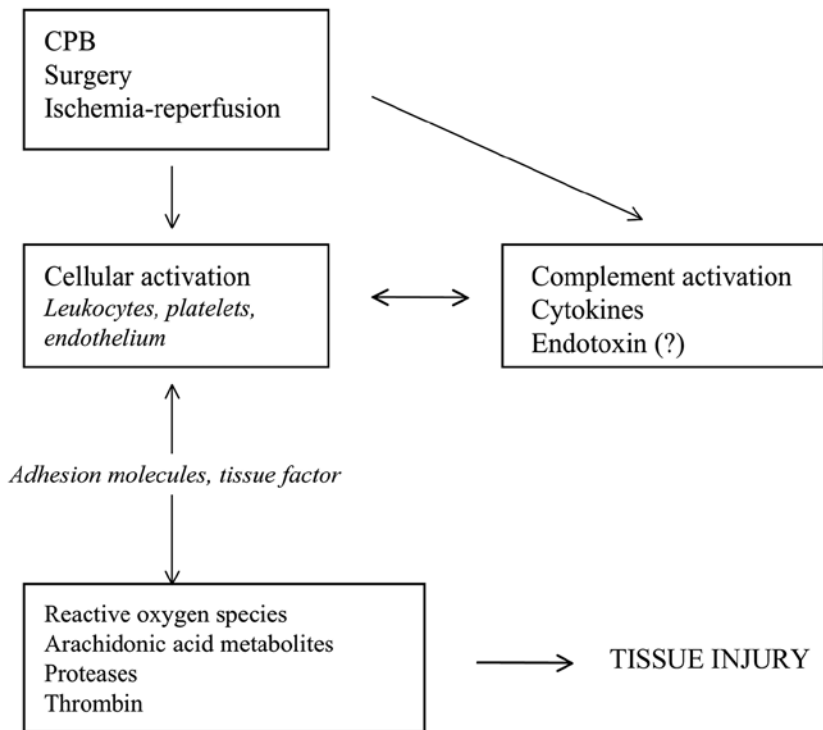 CPB
Surgery
Ischemia-reperfusion
Cellular activation
Leukocytes, platelets,
endothelium
Complement activation
Cytokines
Endotoxin (?)
Adhesion molecules, tissue factor
Reactive oxygen species
Arachidonic acid metabolites
Proteases
Thrombin
TISSUE INJURY